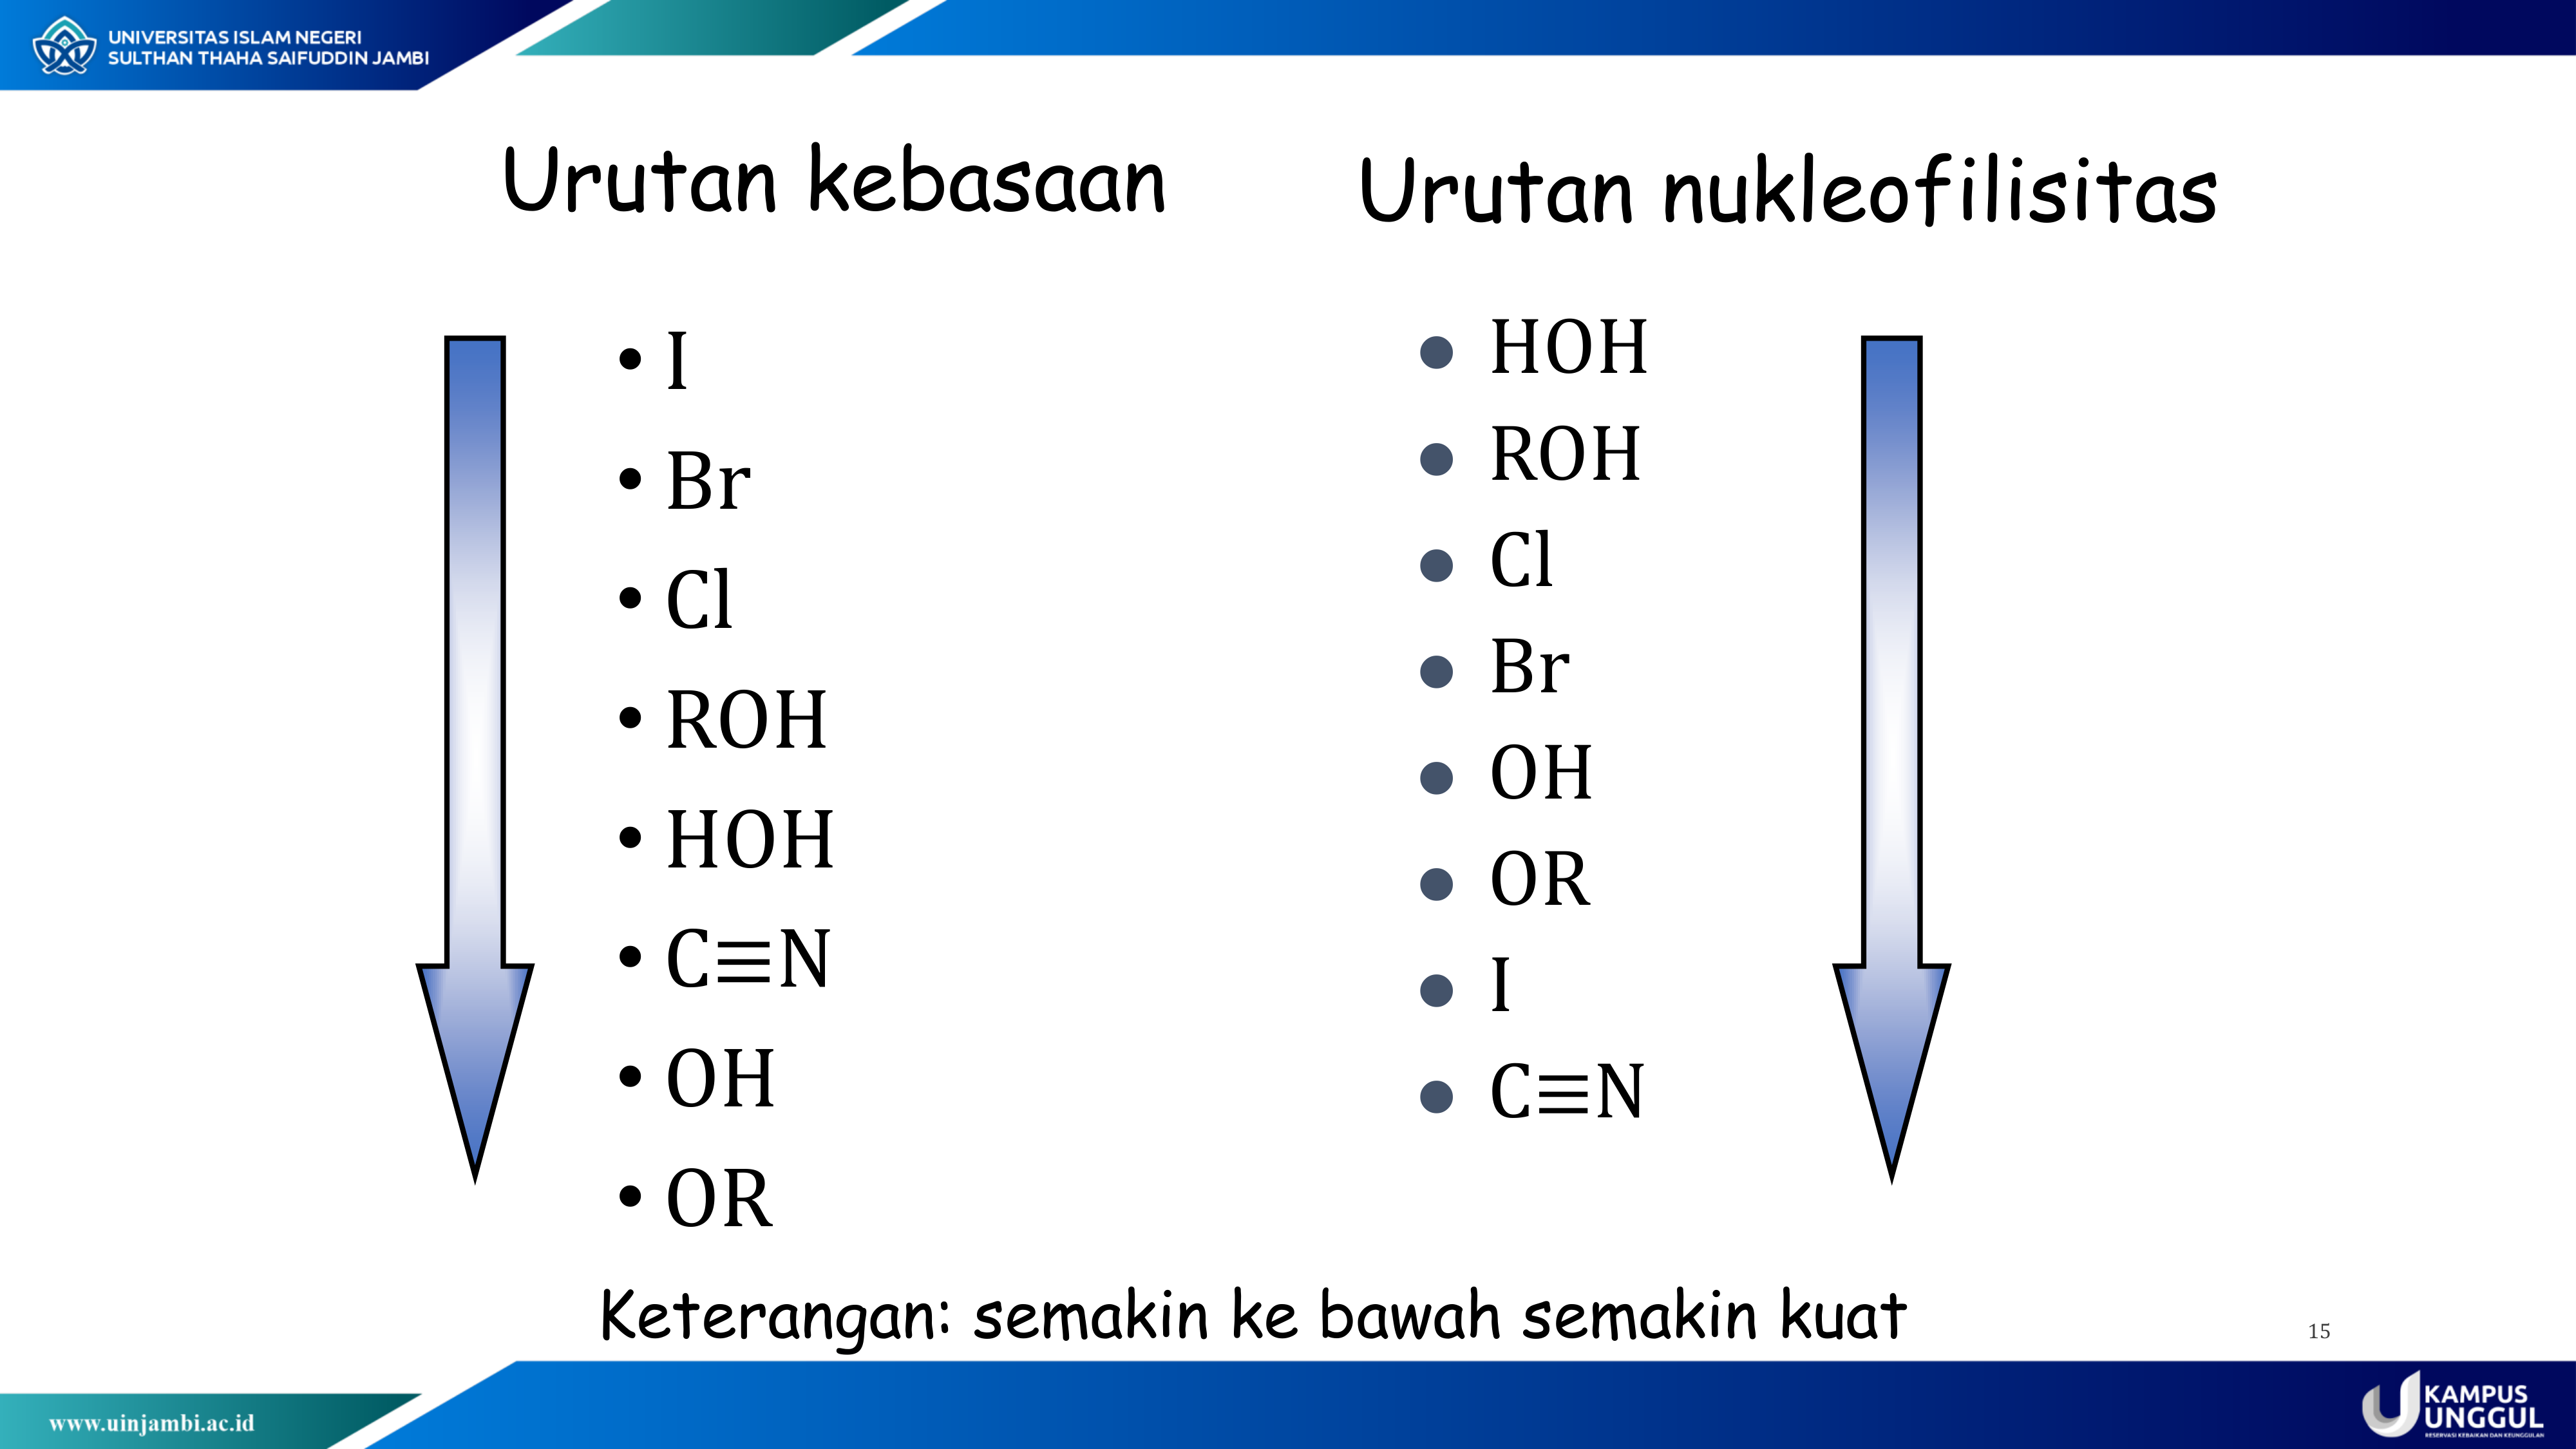 UNIVERSITAS ISLAM NEGERI
SULTHAN THAHA SAIFUDDIN JAMBI
Urutan kebasaan
• I
• Br
• Cl
• ROH
• HOH
• C≡N
• OH
• OR
Urutan nukleofilisitas
● HOH
● ROH
● Cl
● Br
● OH
● OR
● I
● C≡N
Keterangan: semakin ke bawah semakin kuat
15
www.uinjambi.ac.id
KAMPUS
UNGGUL
RESERVASI KEBAIKAN DAN KEUNGGULAN